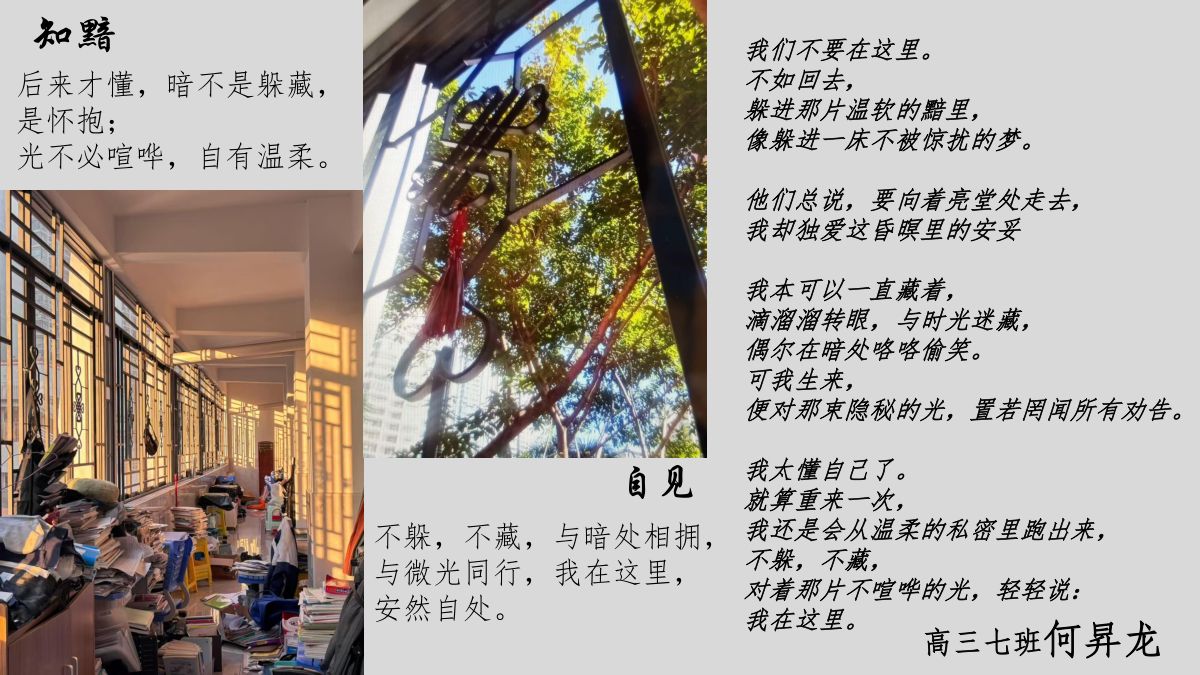 知黯
后来才懂，暗不是躲藏，
是怀抱；
光不必喧哗，自有温柔。
自见
不躲，不藏，与暗处相拥，
与微光同行，我在这里，
安然自处。
我们不要在这里。
不如回去，
躲进那片温软的黯里，
像躲进一床不被惊扰的梦。
他们总说，要向着亮堂处走去，
我却独爱这昏暝里的安妥
我本可以一直藏着，
滴溜溜转眼，与时光迷藏，
偶尔在暗处咯咯偷笑。
可我生来，
便对那束隐秘的光，置若罔闻所有劝告。
我太懂自己了。
就算重来一次，
我还是会从温柔的私密里跑出来，
不躲，不藏，
对着那片不喧哗的光，轻轻说：
我在这里。
高三七班何昇龙